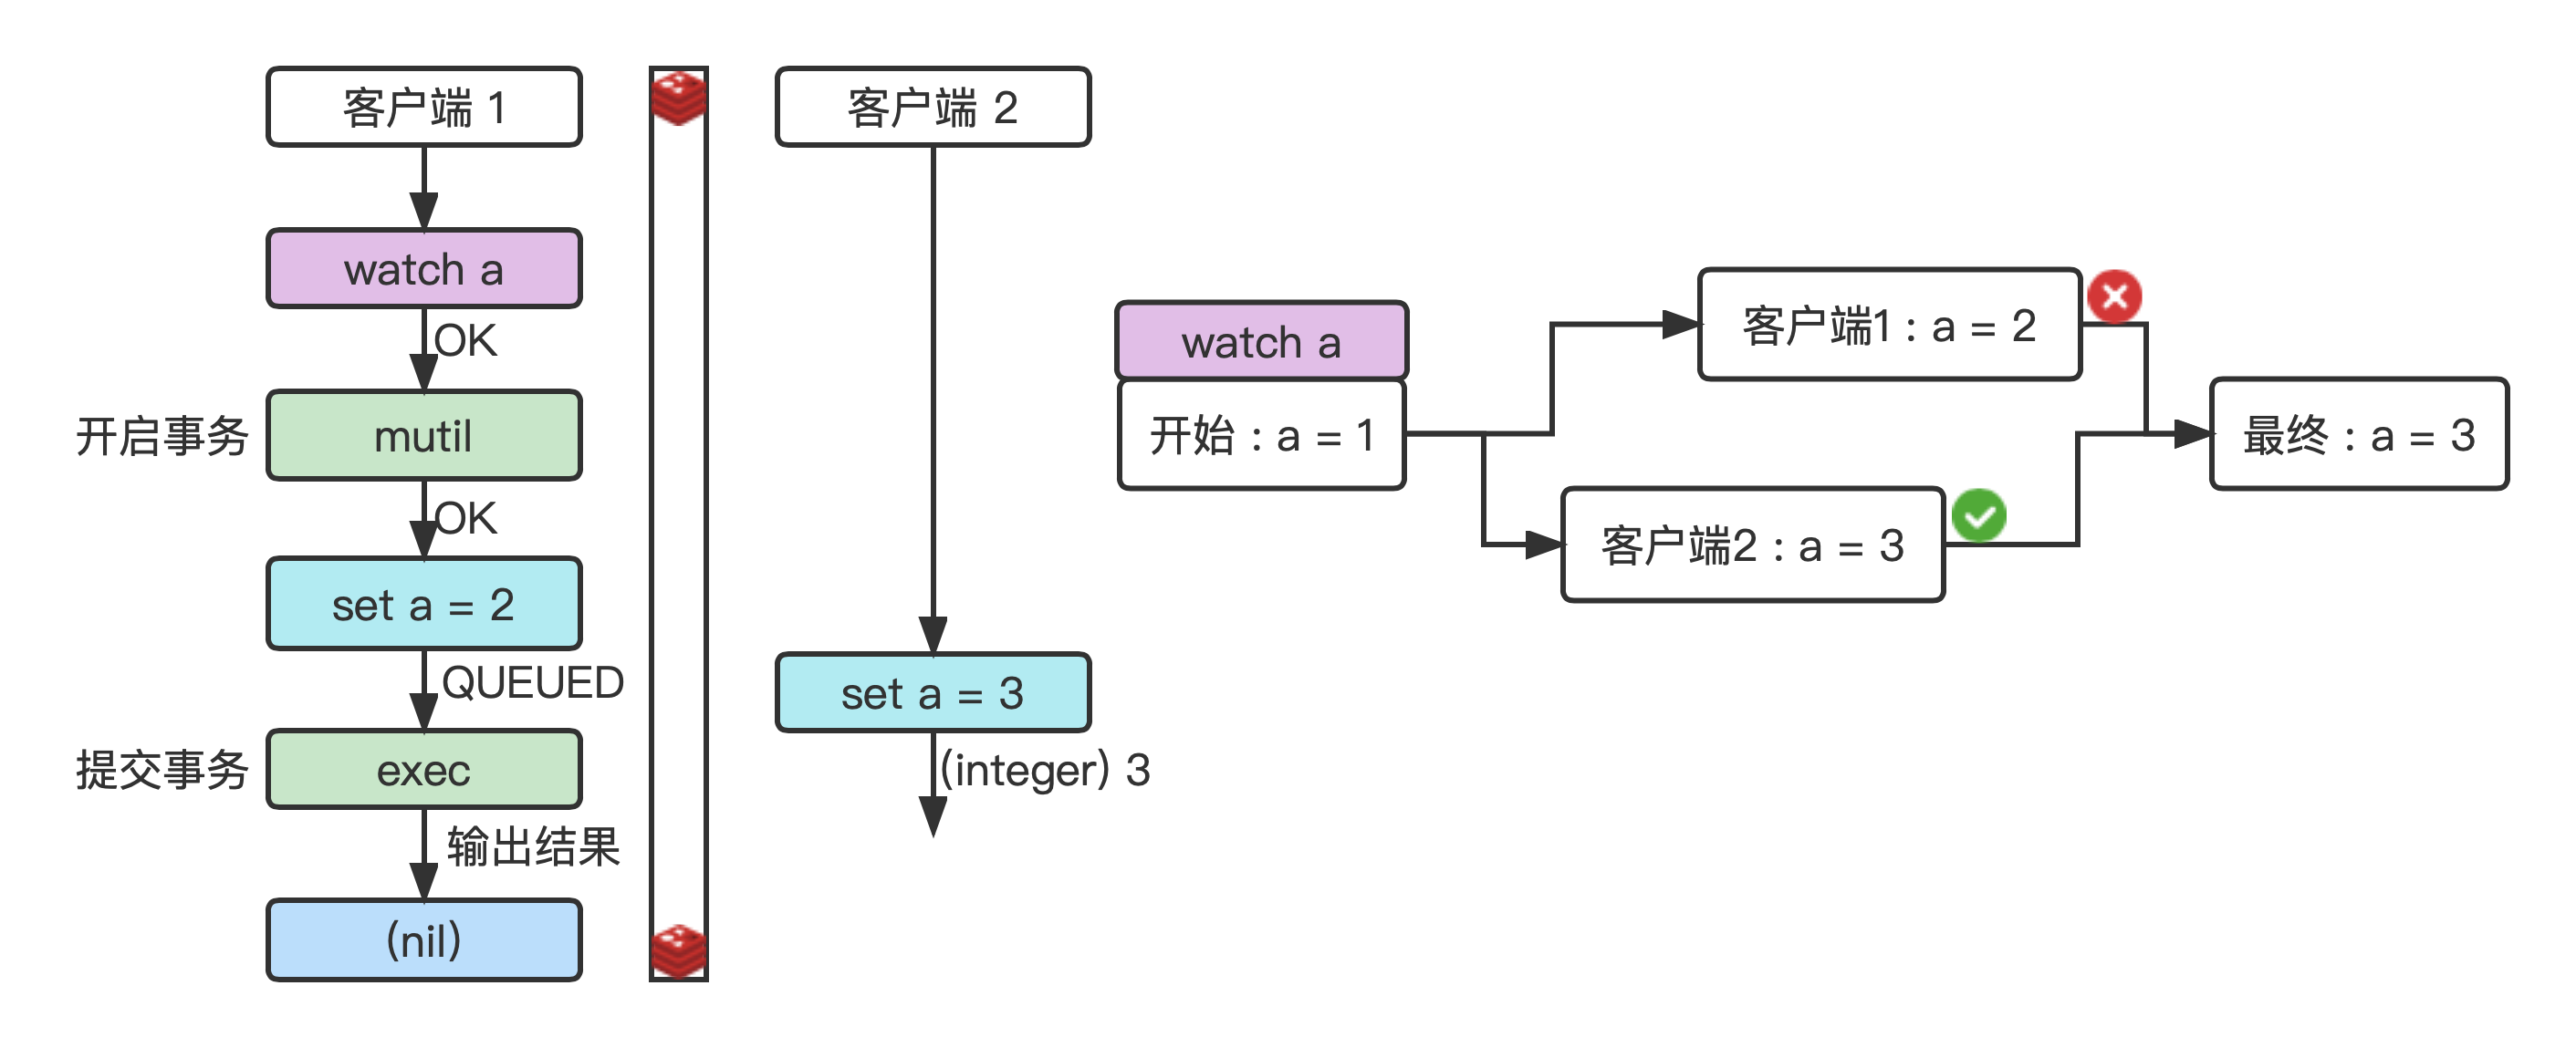 客户端 1
watch a
OK
开启事务
mutil
OK
set a = 2
QUEUED
提交事务
exec
输出结果
(nil)
客户端 2
set a = 3
(integer) 3
watch a
开始：a = 1
客户端1：a = 2
客户端2：a = 3
最终：a = 3